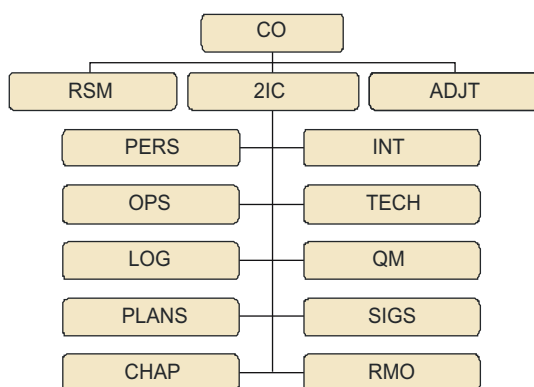 CO
RSM
2IC
ADJT
PERS
INT
OPS
TECH
LOG
QM
PLANS
SIGS
CHAP
RMO